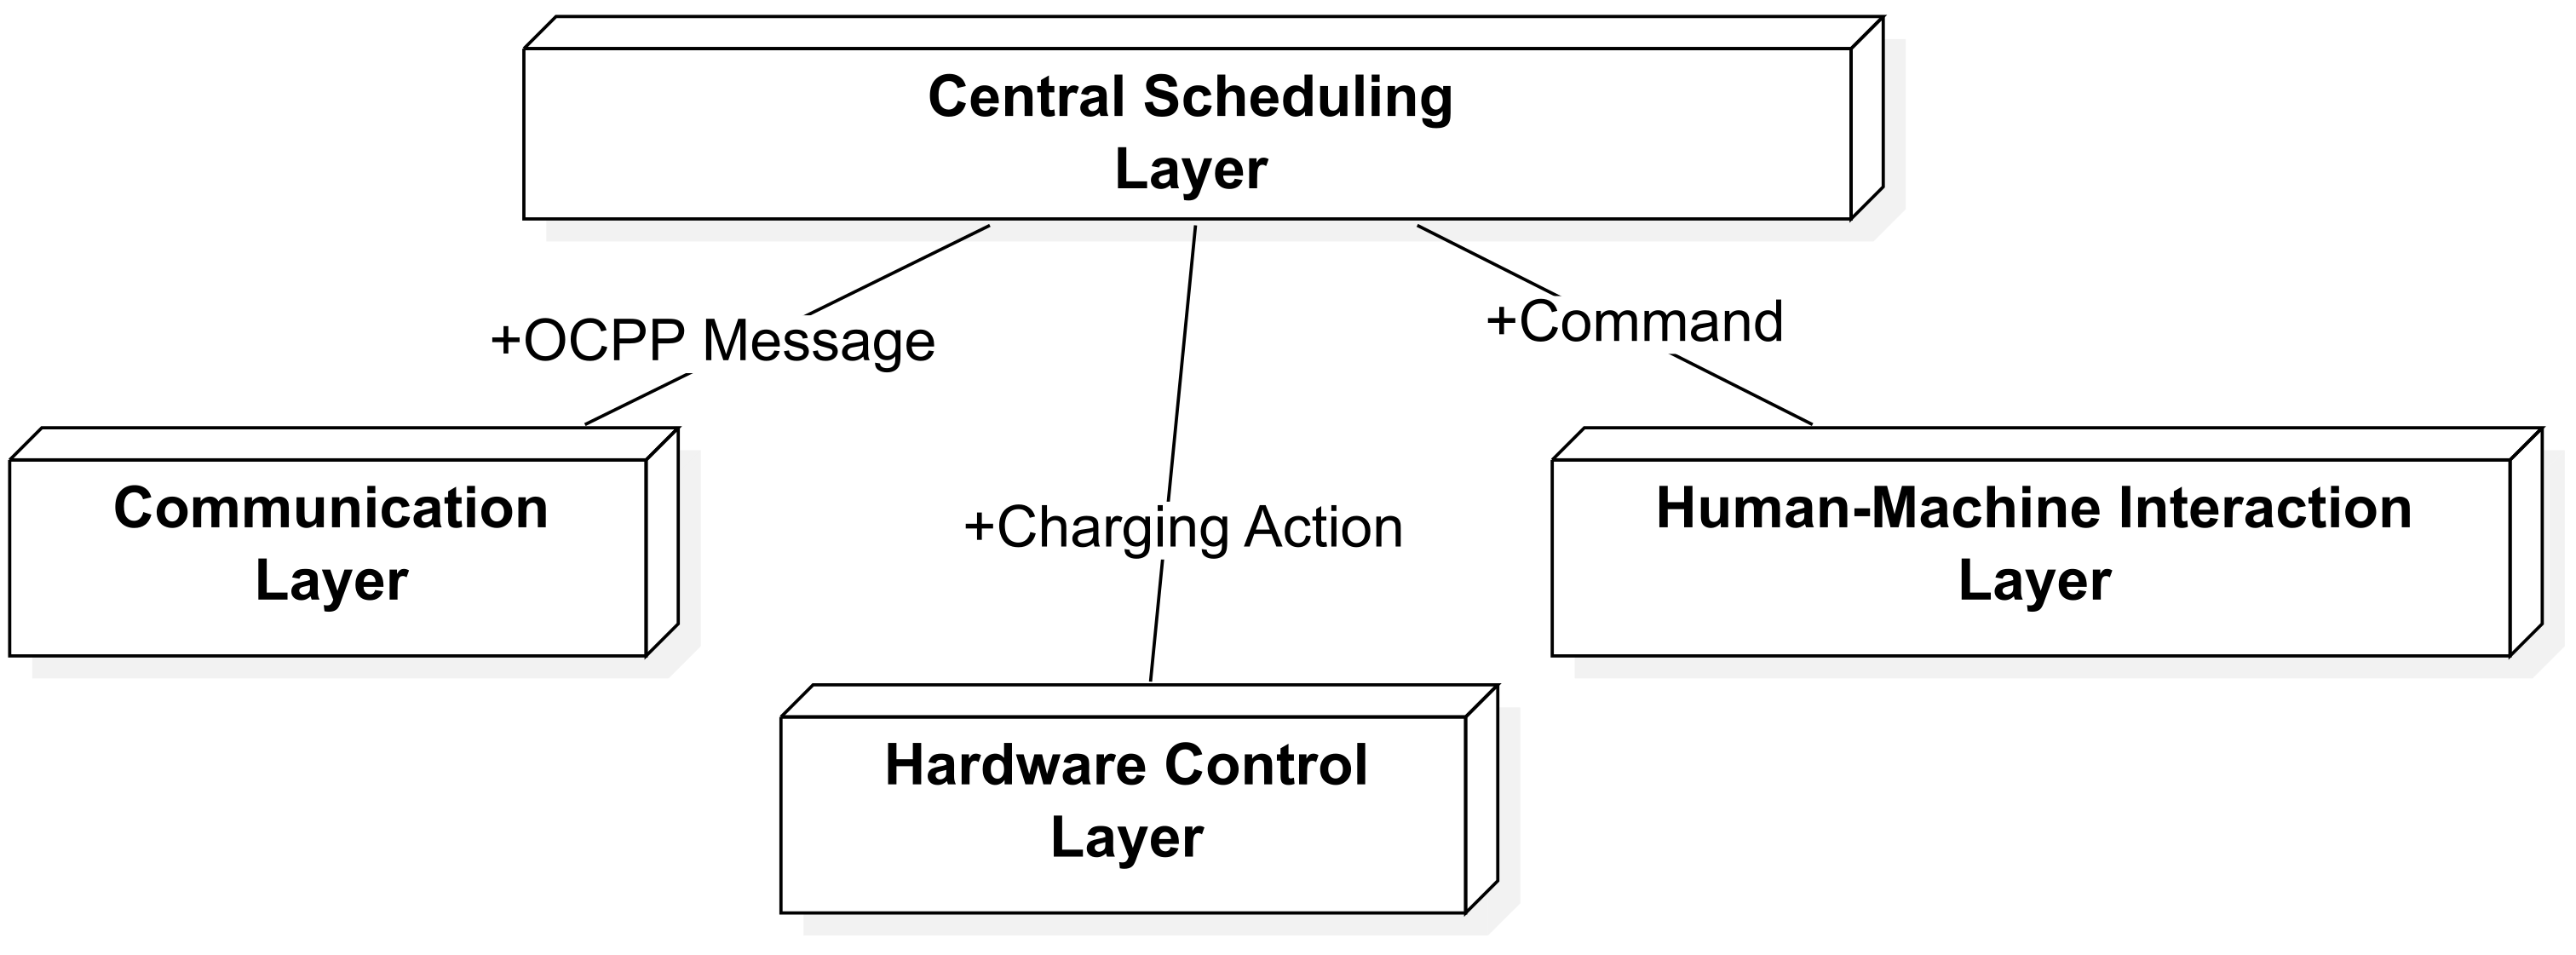 Central Scheduling
Layer
+OCPP Message
+Command
Communication
Layer
+Charging Action
Human-Machine Interaction
Layer
Hardware Control
Layer